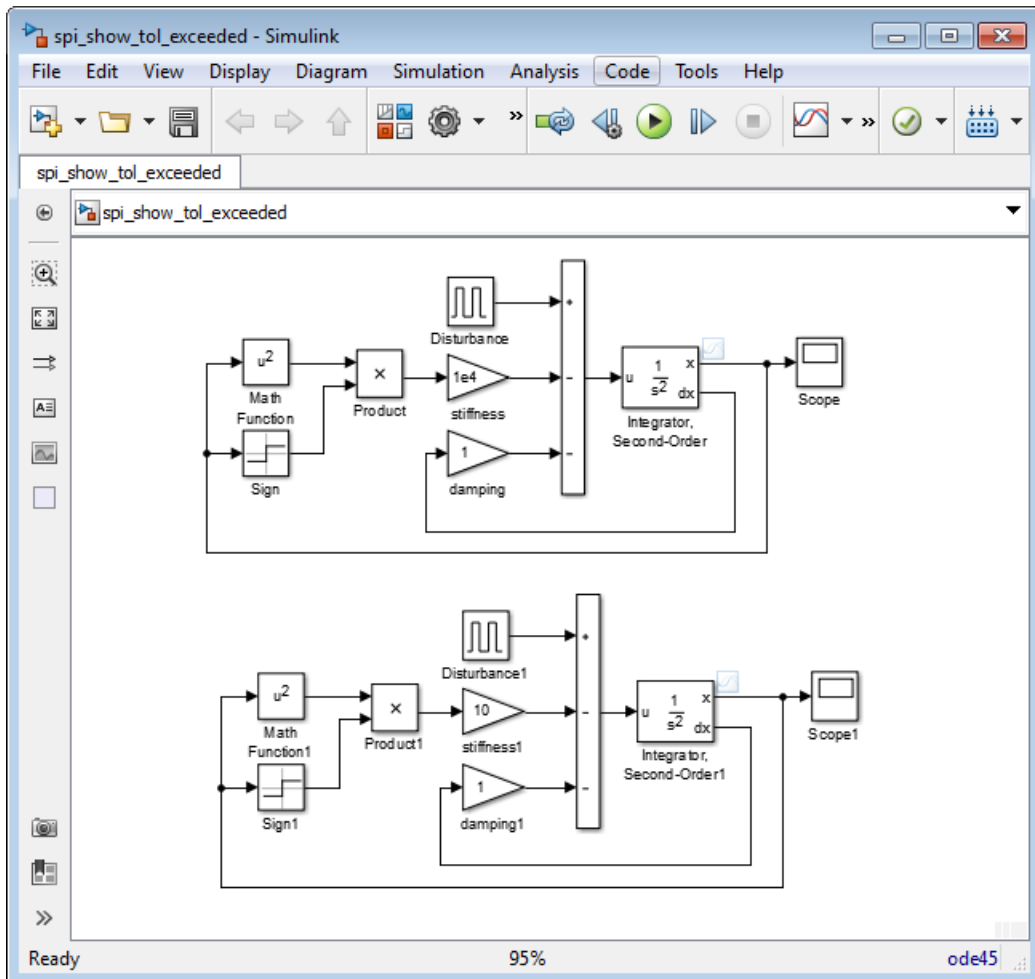 spi_show_tol_exceeded - Simulink
File Edit View Display Diagram Simulation Analysis Code Tools Help
»
»
spi_show_tol_exceeded
spi_show_tol_exceeded
Disturbance
+
u²
Math
Function
×
Product
1e4
stiffness
-
u
1
s²
x
dx
Integrator,
Second-Order
Scope
Sign
1
damping
-
Disturbance1
+
u²
Math
Function1
×
Product1
10
stiffness1
-
u
1
s²
x
dx
Integrator,
Second-Order1
Scope1
Sign1
1
damping1
-
A
»
Ready 95% ode45